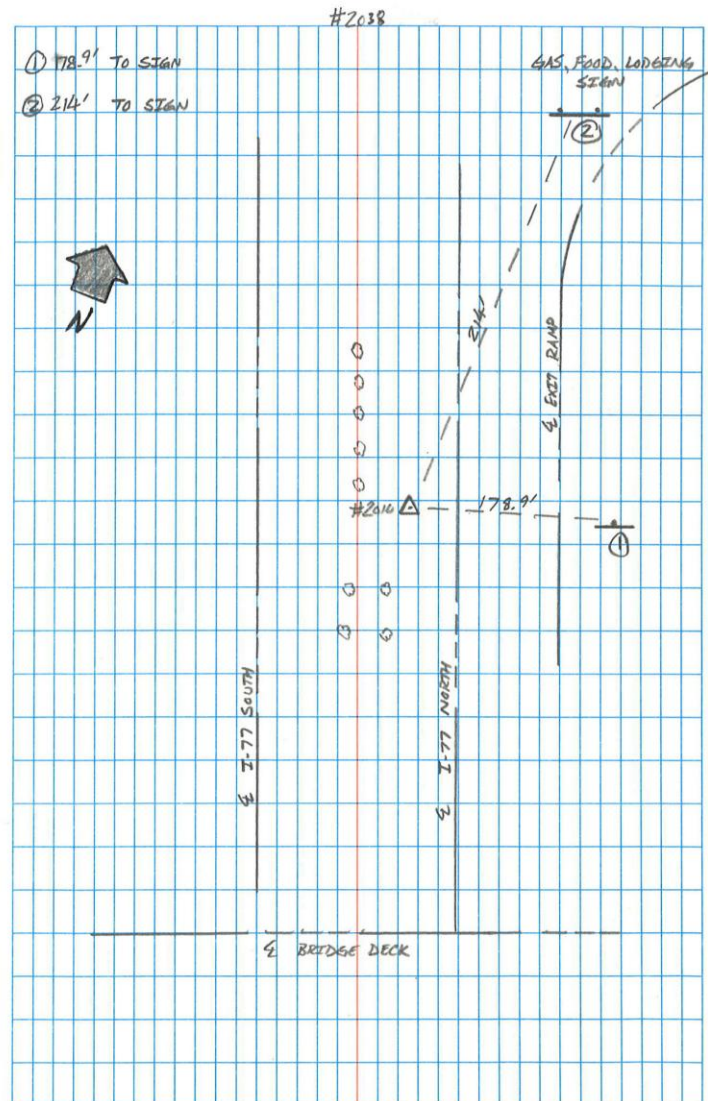 #2038
① 178.9' TO SIGN
② 214' TO SIGN
GAS, FOOD, LODGING
SIGN
②
N
214'
℄ EXIT RAMP
#2016
178.9'
①
℄ I-77 SOUTH
℄ I-77 NORTH
℄ BRIDGE DECK